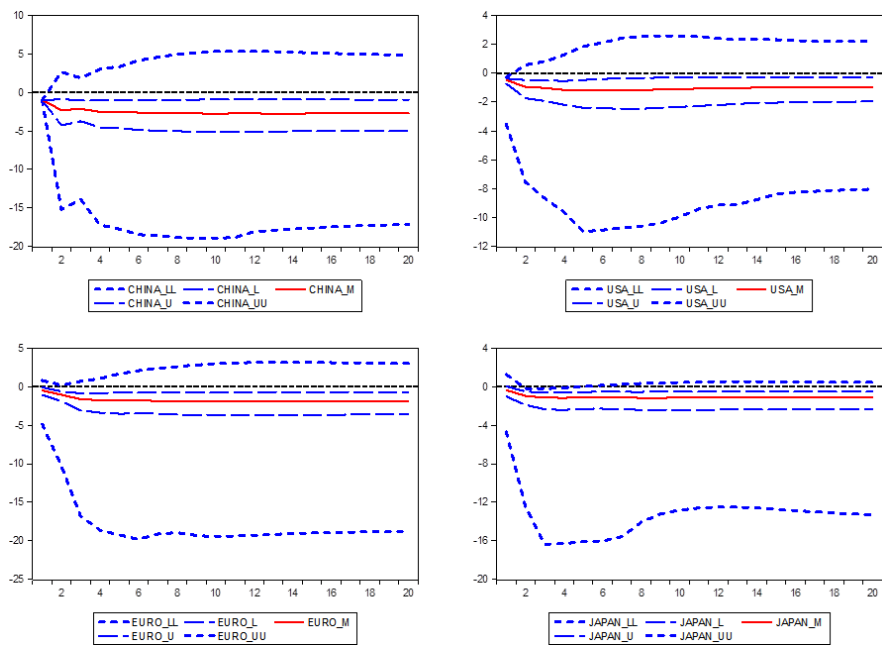 10
5
0
-5
-10
-15
-20
2 4 6 8 10 12 14 16 18 20
CHINA_LL CHINA_L CHINA_M
CHINA_U CHINA_UU
4
2
0
-2
-4
-6
-8
-10
-12
2 4 6 8 10 12 14 16 18 20
USA_LL USA_L USA_M
USA_U USA_UU
5
0
-5
-10
-15
-20
-25
2 4 6 8 10 12 14 16 18 20
EURO_LL EURO_L EURO_M
EURO_U EURO_UU
4
0
-4
-8
-12
-16
-20
2 4 6 8 10 12 14 16 18 20
JAPAN_LL JAPAN_L JAPAN_M
JAPAN_U JAPAN_UU